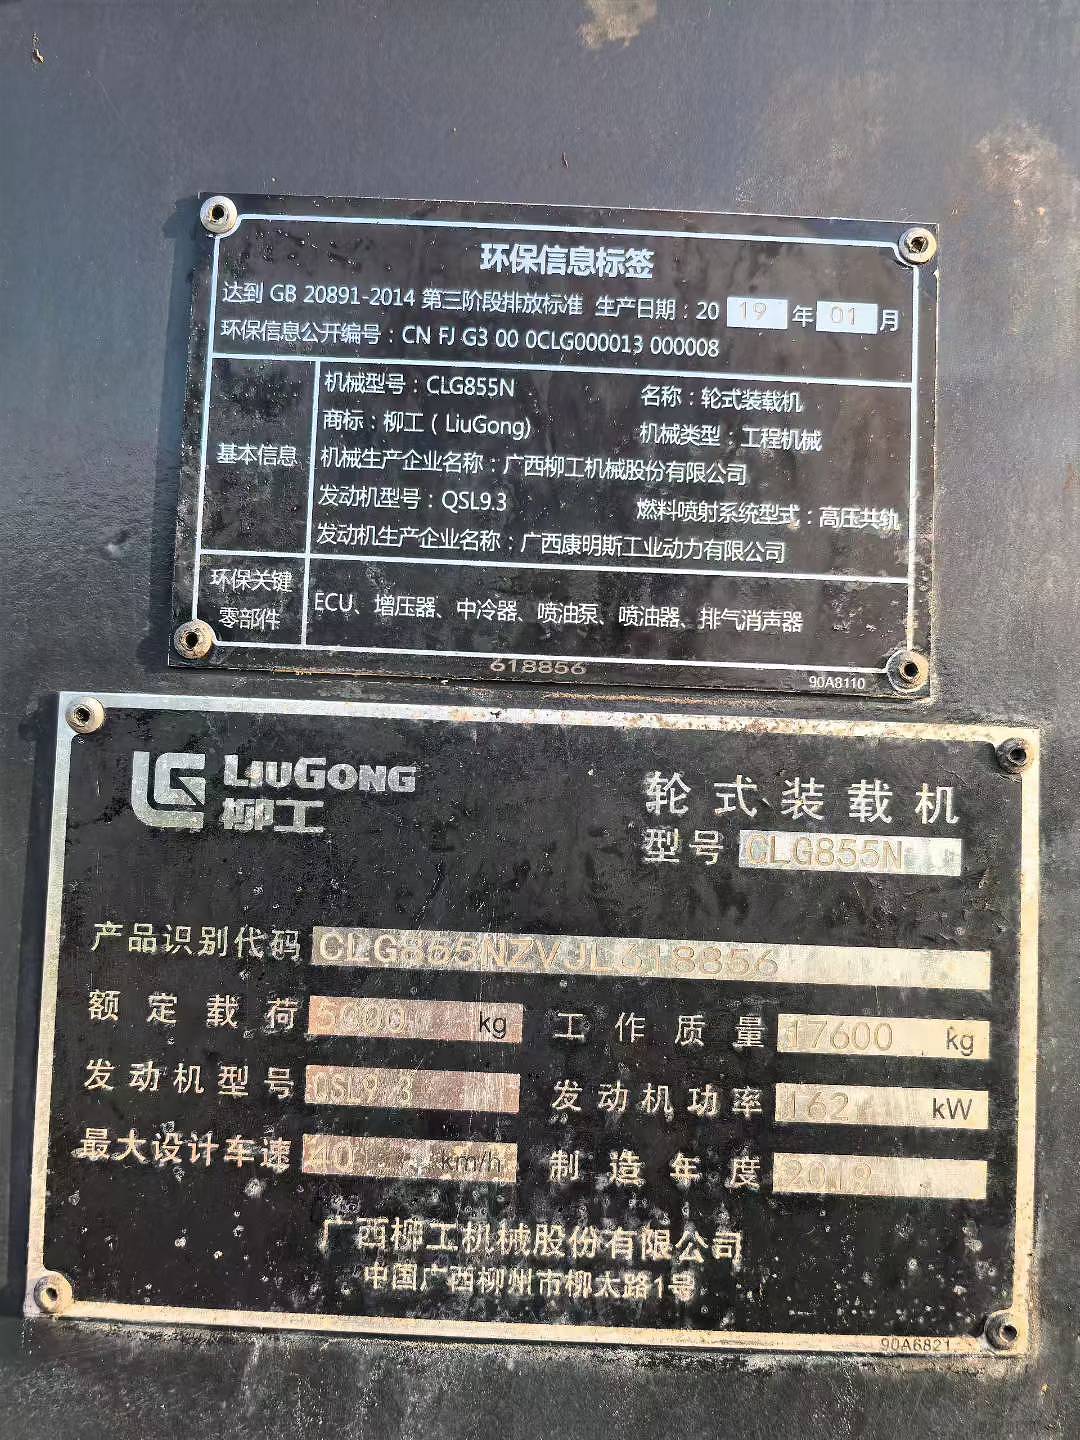 环保信息标签
达到 GB 20891-2014 第三阶段排放标准 生产日期：20 19 年 01 月
环保信息公开编号：CN FJ G3 00 0CLG000013 000008
基本信息
机械型号：CLG855N 名称：轮式装载机
商标：柳工（LiuGong) 机械类型：工程机械
机械生产企业名称：广西柳工机械股份有限公司
发动机型号：QSL9.3 燃料喷射系统型式：高压共轨
发动机生产企业名称：广西康明斯工业动力有限公司
环保关键
零部件
ECU、增压器、中冷器、喷油泵、喷油器、排气消声器
618856
90A8110
LG LIUGONG
柳工
轮式装载机
型号 CLG855N
产品识别代码 CLG855NZVJL618856
额定载荷 5000 kg 工作质量 17600 kg
发动机型号 QSL9.3 发动机功率 162 kW
最大设计车速 40 km/h 制造年度 2019
广西柳工机械股份有限公司
中国广西柳州市柳太路1号
90A6821